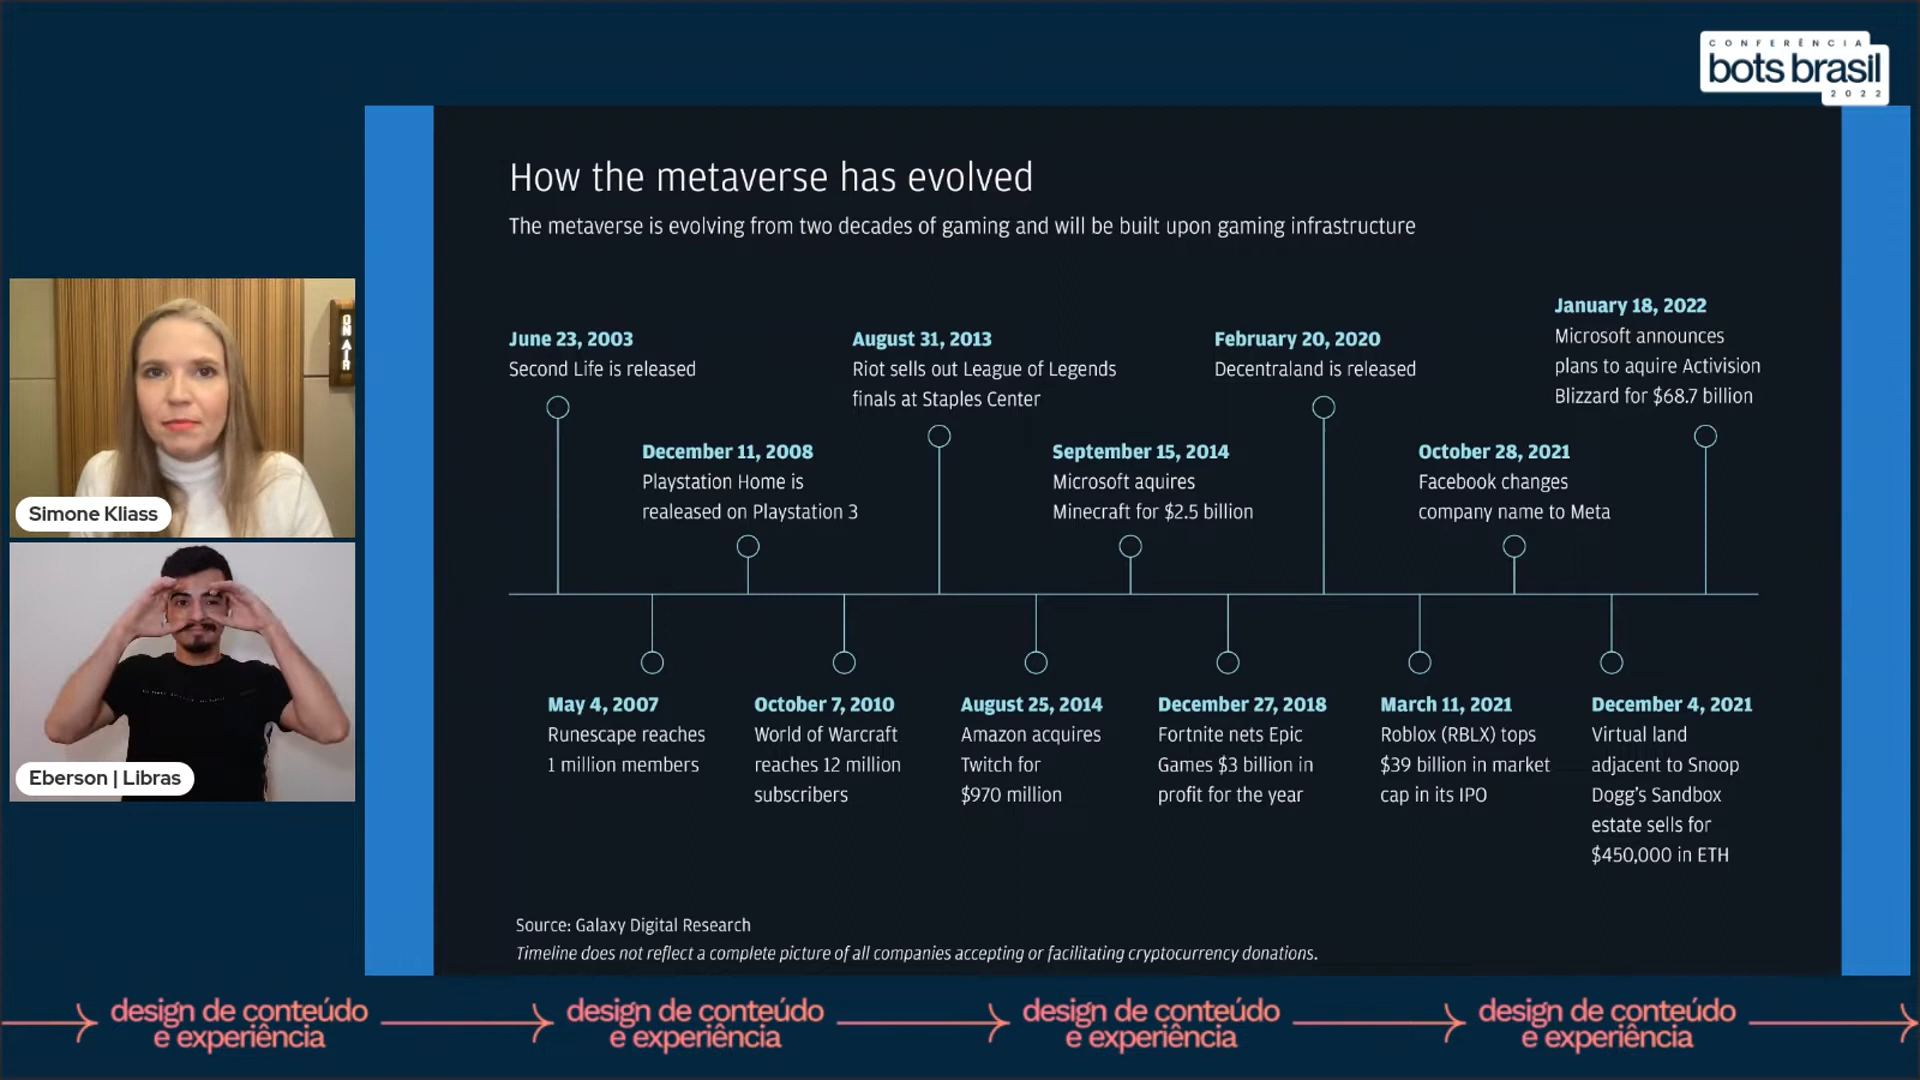 CONFERÊNCIA
bots brasil
2022
How the metaverse has evolved
The metaverse is evolving from two decades of gaming and will be built upon gaming infrastructure
June 23, 2003
Second Life is released
August 31, 2013
Riot sells out League of Legends
finals at Staples Center
February 20, 2020
Decentraland is released
January 18, 2022
Microsoft announces
plans to aquire Activision
Blizzard for $68.7 billion
December 11, 2008
Playstation Home is
realeased on Playstation 3
September 15, 2014
Microsoft aquires
Minecraft for $2.5 billion
October 28, 2021
Facebook changes
company name to Meta
May 4, 2007
Runescape reaches
1 million members
October 7, 2010
World of Warcraft
reaches 12 million
subscribers
August 25, 2014
Amazon acquires
Twitch for
$970 million
December 27, 2018
Fortnite nets Epic
Games $3 billion in
profit for the year
March 11, 2021
Roblox (RBLX) tops
$39 billion in market
cap in its IPO
December 4, 2021
Virtual land
adjacent to Snoop
Dogg's Sandbox
estate sells for
$450,000 in ETH
Source: Galaxy Digital Research
Timeline does not reflect a complete picture of all companies accepting or facilitating cryptocurrency donations.
ON AIR
Simone Kliass
Eberson | Libras
design de conteúdo
e experiência
design de conteúdo
e experiência
design de conteúdo
e experiência
design de conteúdo
e experiência